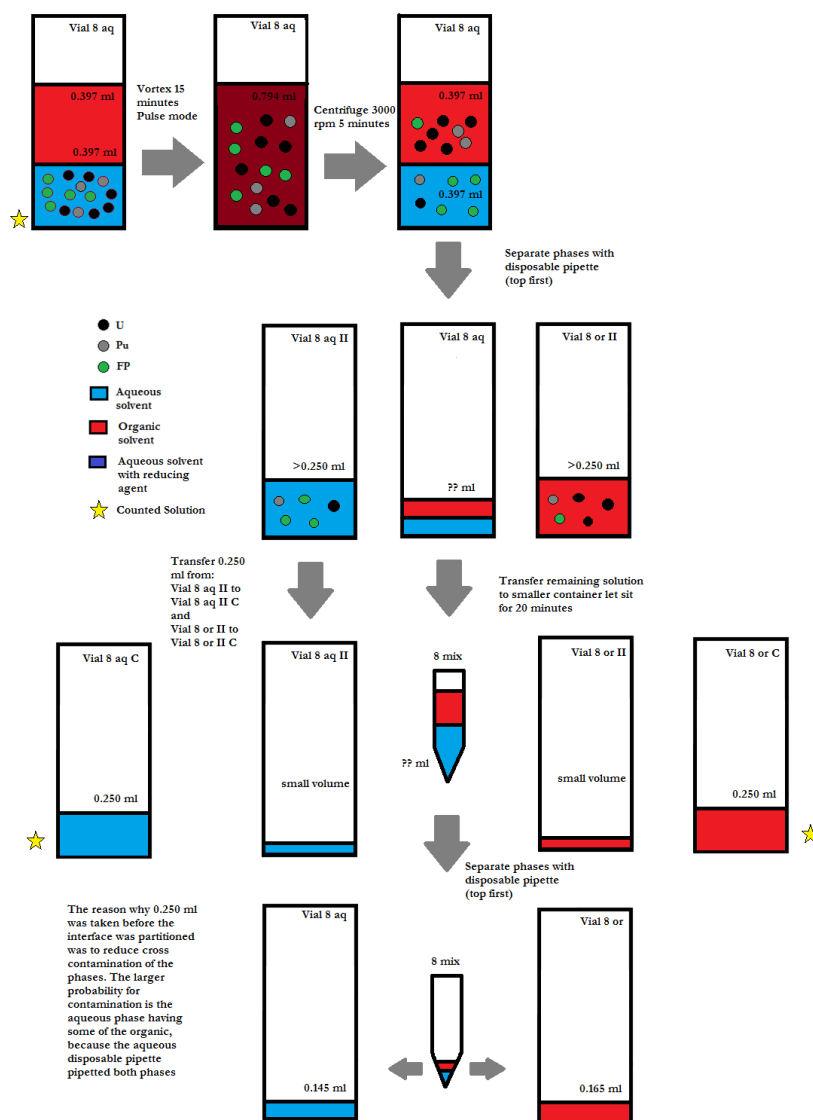 Vial 8 aq
Vial 8 aq
Vial 8 aq
0.397 ml
0.397 ml
Vortex 15
minutes
Pulse mode
0.794 ml
Centrifuge 3000
rpm 5 minutes
0.397 ml
0.397 ml
Separate phases with
disposable pipette
(top first)
U
Pu
FP
Aqueous
solvent
Organic
solvent
Aqueous solvent
with reducing
agent
Counted Solution
Vial 8 aq II
>0.250 ml
Vial 8 aq
?? ml
Vial 8 or II
>0.250 ml
Transfer 0.250
ml from:
Vial 8 aq II to
Vial 8 aq II C
and
Vial 8 or II to
Vial 8 or II C
Transfer remaining solution
to smaller container let sit
for 20 minutes
Vial 8 aq C
0.250 ml
Vial 8 aq II
small volume
8 mix
?? ml
Vial 8 or II
small volume
Vial 8 or C
0.250 ml
Separate phases with
disposable pipette
(top first)
The reason why 0.250 ml
was taken before the
interface was partitioned
was to reduce cross
contamination of the
phases. The larger
probability for
contamination is the
aqueous phase having
some of the organic,
because the aqueous
disposable pipette
pipetted both phases
Vial 8 aq
0.145 ml
8 mix
Vial 8 or
0.165 ml